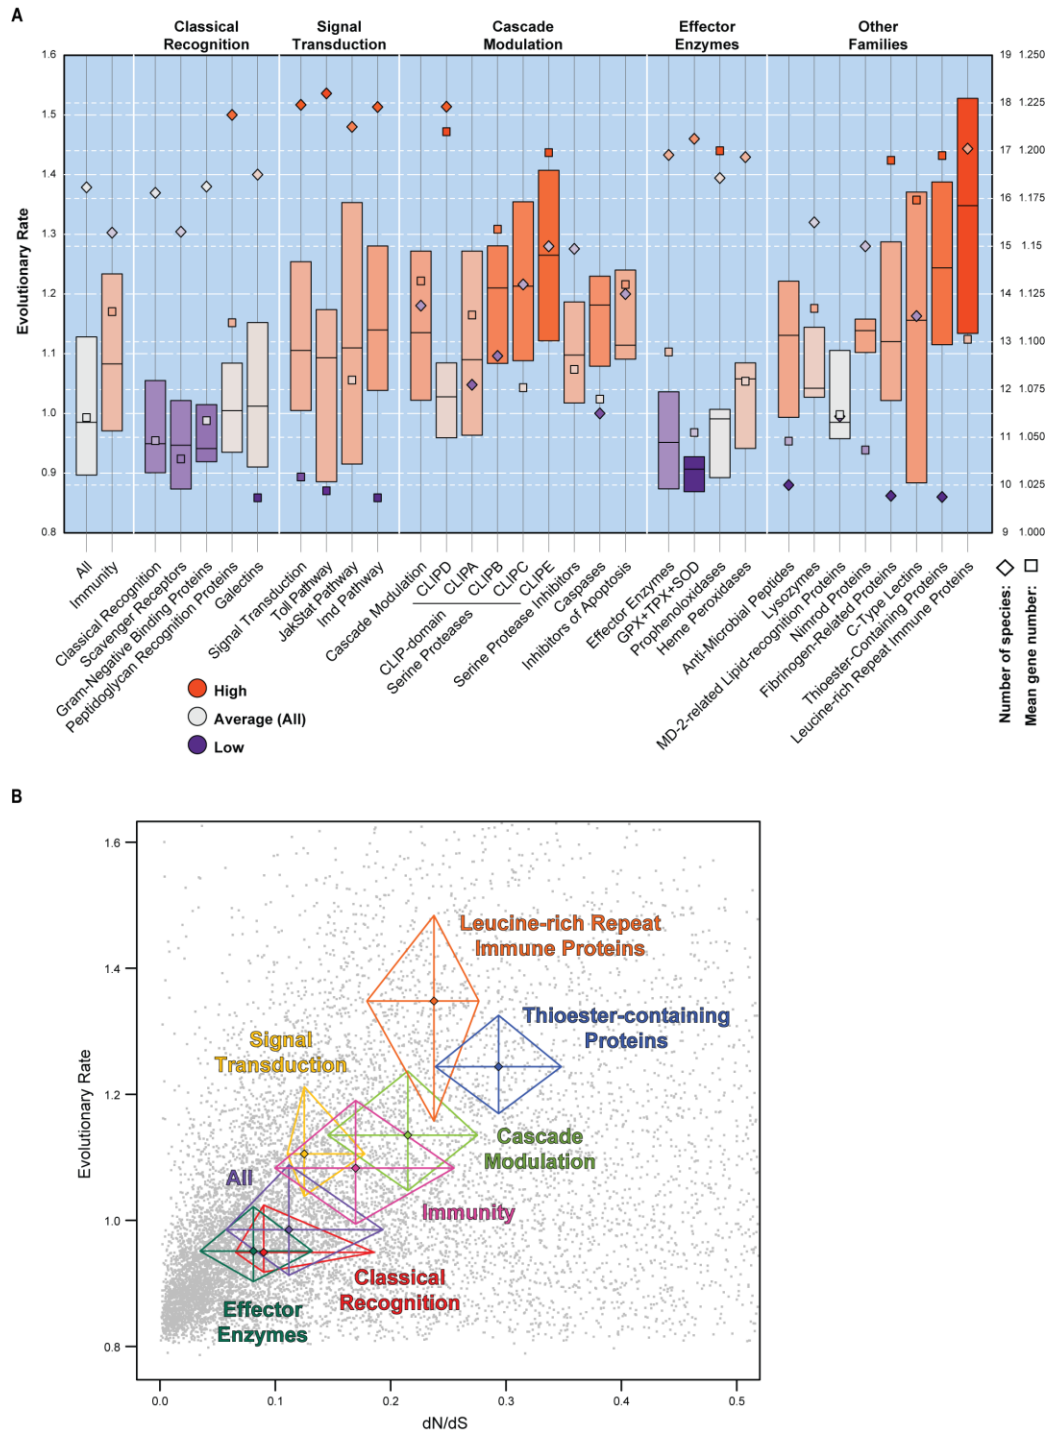 A
Classical
Recognition
Signal
Transduction
Cascade
Modulation
Effector
Enzymes
Other
Families
1.6
1.5
1.4
1.3
1.2
1.1
1.0
0.9
0.8
Evolutionary Rate
19 1.250
18 1.225
17 1.200
16 1.175
15 1.15
14 1.125
13 1.100
12 1.075
11 1.050
10 1.025
9 1.000
Number of species:
Mean gene number:
All
Immunity
Classical Recognition
Scavenger Receptors
Gram-Negative Binding Proteins
Peptidoglycan Recognition Proteins
Galectins
Signal Transduction
Toll Pathway
JakStat Pathway
Imd Pathway
Cascade Modulation
CLIPD
CLIPA
CLIPB
CLIPC
CLIPE
CLIP-domain
Serine Proteases
Serine Protease Inhibitors
Caspases
Inhibitors of Apoptosis
Effector Enzymes
GPX+TPX+SOD
Prophenoloxidases
Heme Peroxidases
Anti-Microbial Peptides
Lysozymes
MD-2-related Lipid-recognition Proteins
Nimrod Proteins
Fibrinogen-Related Proteins
C-Type Lectins
Thioester-Containing Proteins
Leucine-rich Repeat Immune Proteins
High
Average (All)
Low
B
1.6
1.4
1.2
1.0
0.8
Evolutionary Rate
Leucine-rich Repeat
Immune Proteins
Thioester-containing
Proteins
Signal
Transduction
Cascade
Modulation
All
Immunity
Classical
Recognition
Effector
Enzymes
0.0
0.1
0.2
0.3
0.4
0.5
dN/dS